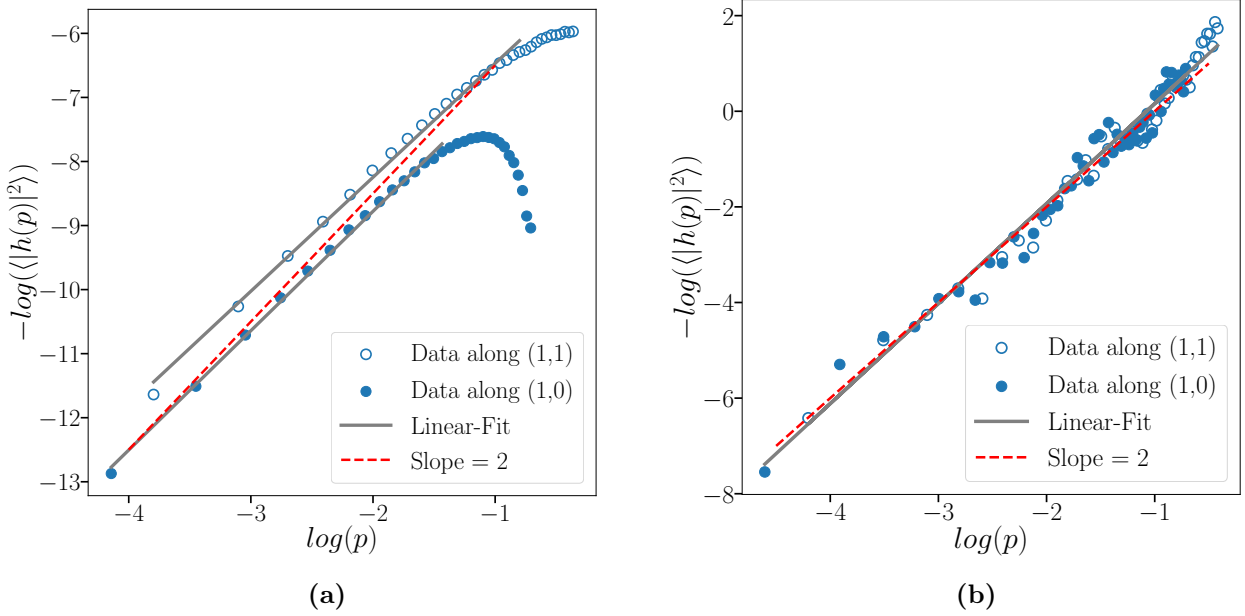 −6
−7
−8
−9
−10
−11
−12
−13
−4
−3
−2
−1
−log(⟨|h(p)|²⟩)
log(p)
Data along (1,1)
Data along (1,0)
Linear-Fit
Slope = 2
(a)
2
0
−2
−4
−6
−8
−4
−3
−2
−1
−log(⟨|h(p)|²⟩)
log(p)
Data along (1,1)
Data along (1,0)
Linear-Fit
Slope = 2
(b)